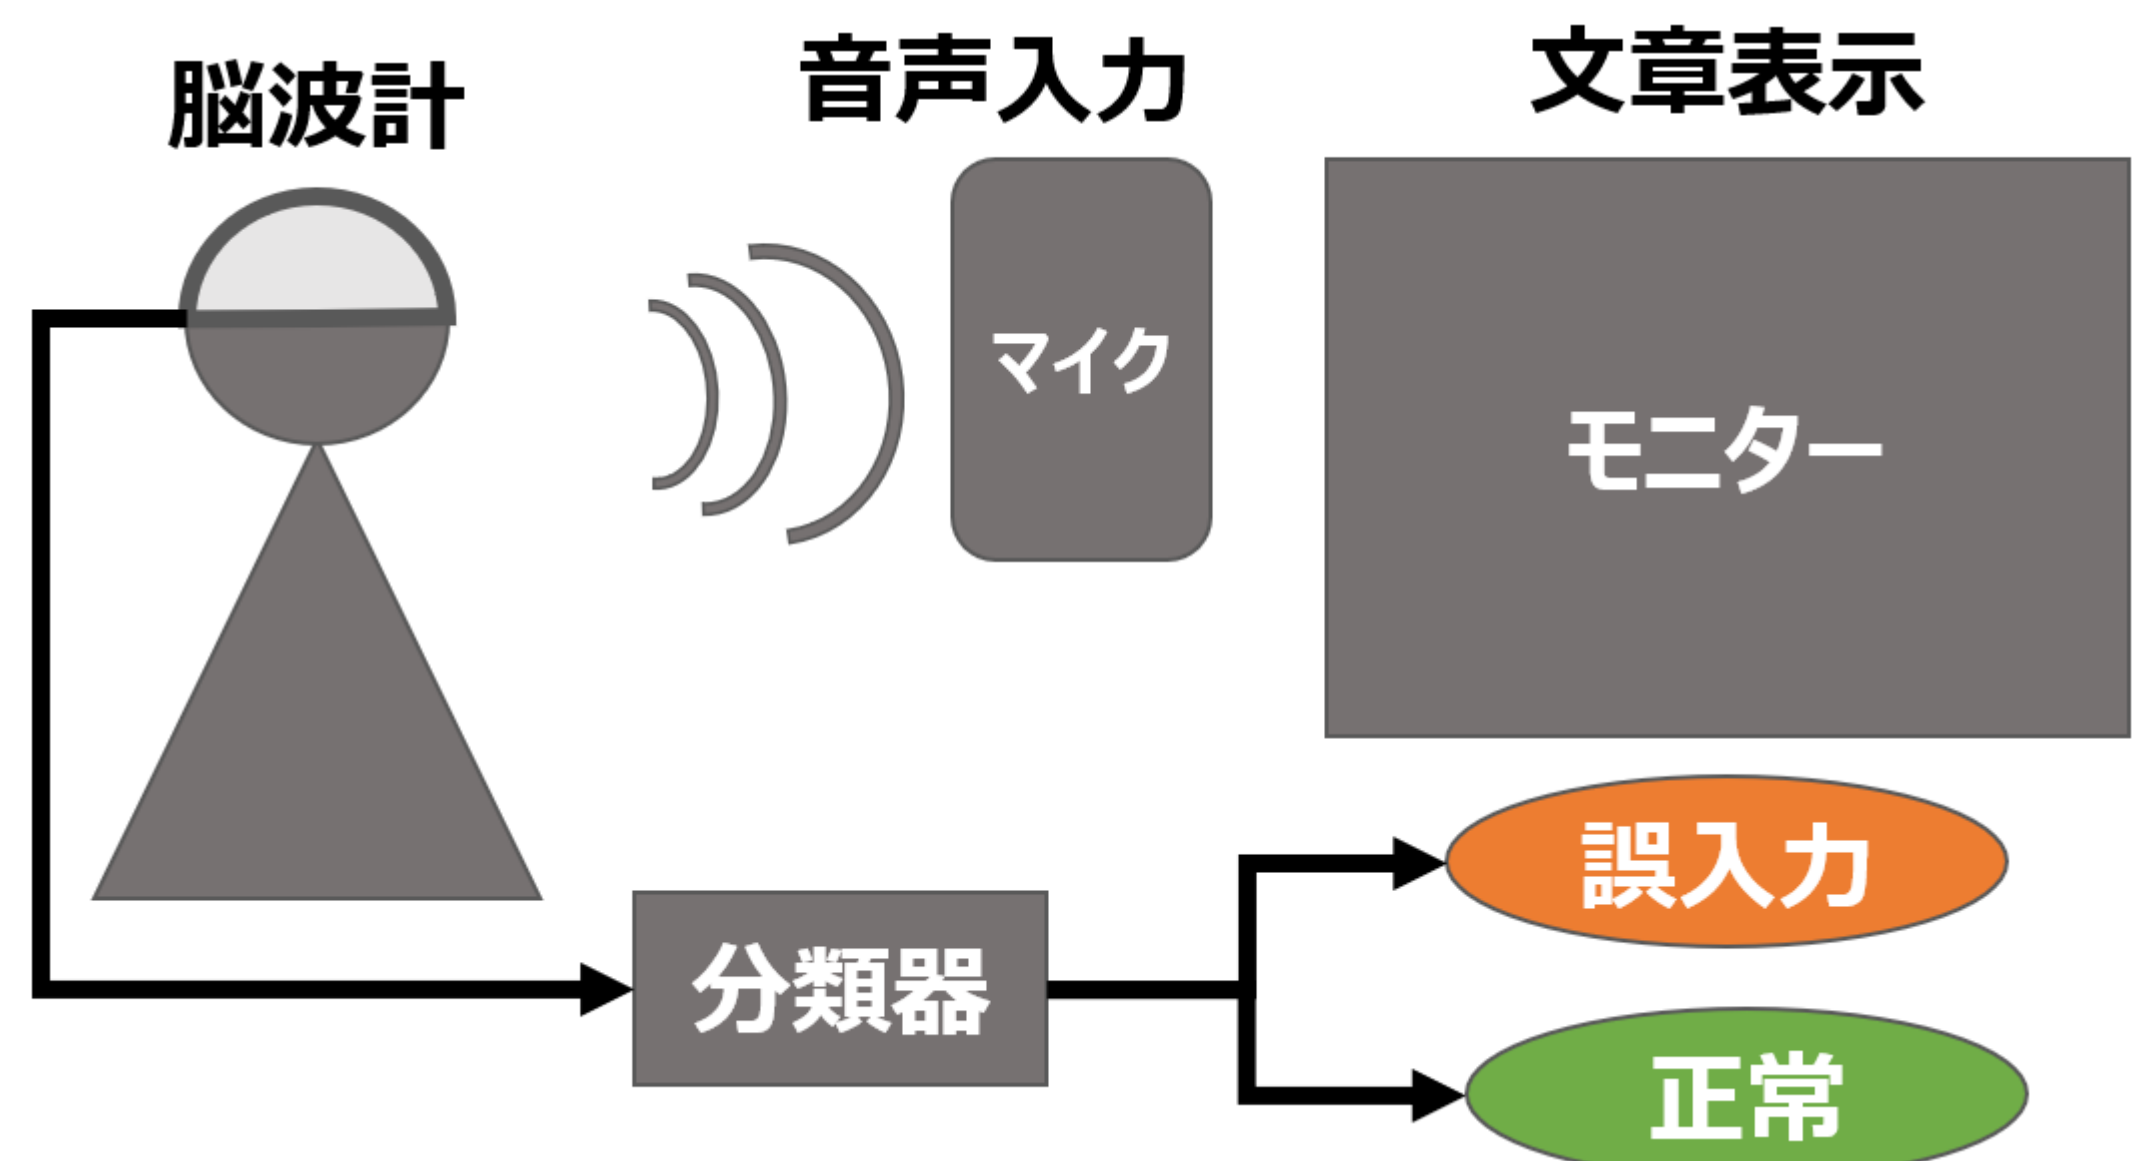 脳波計
音声入力
文章表示
マイク
モニター
誤入力
分類器
正常